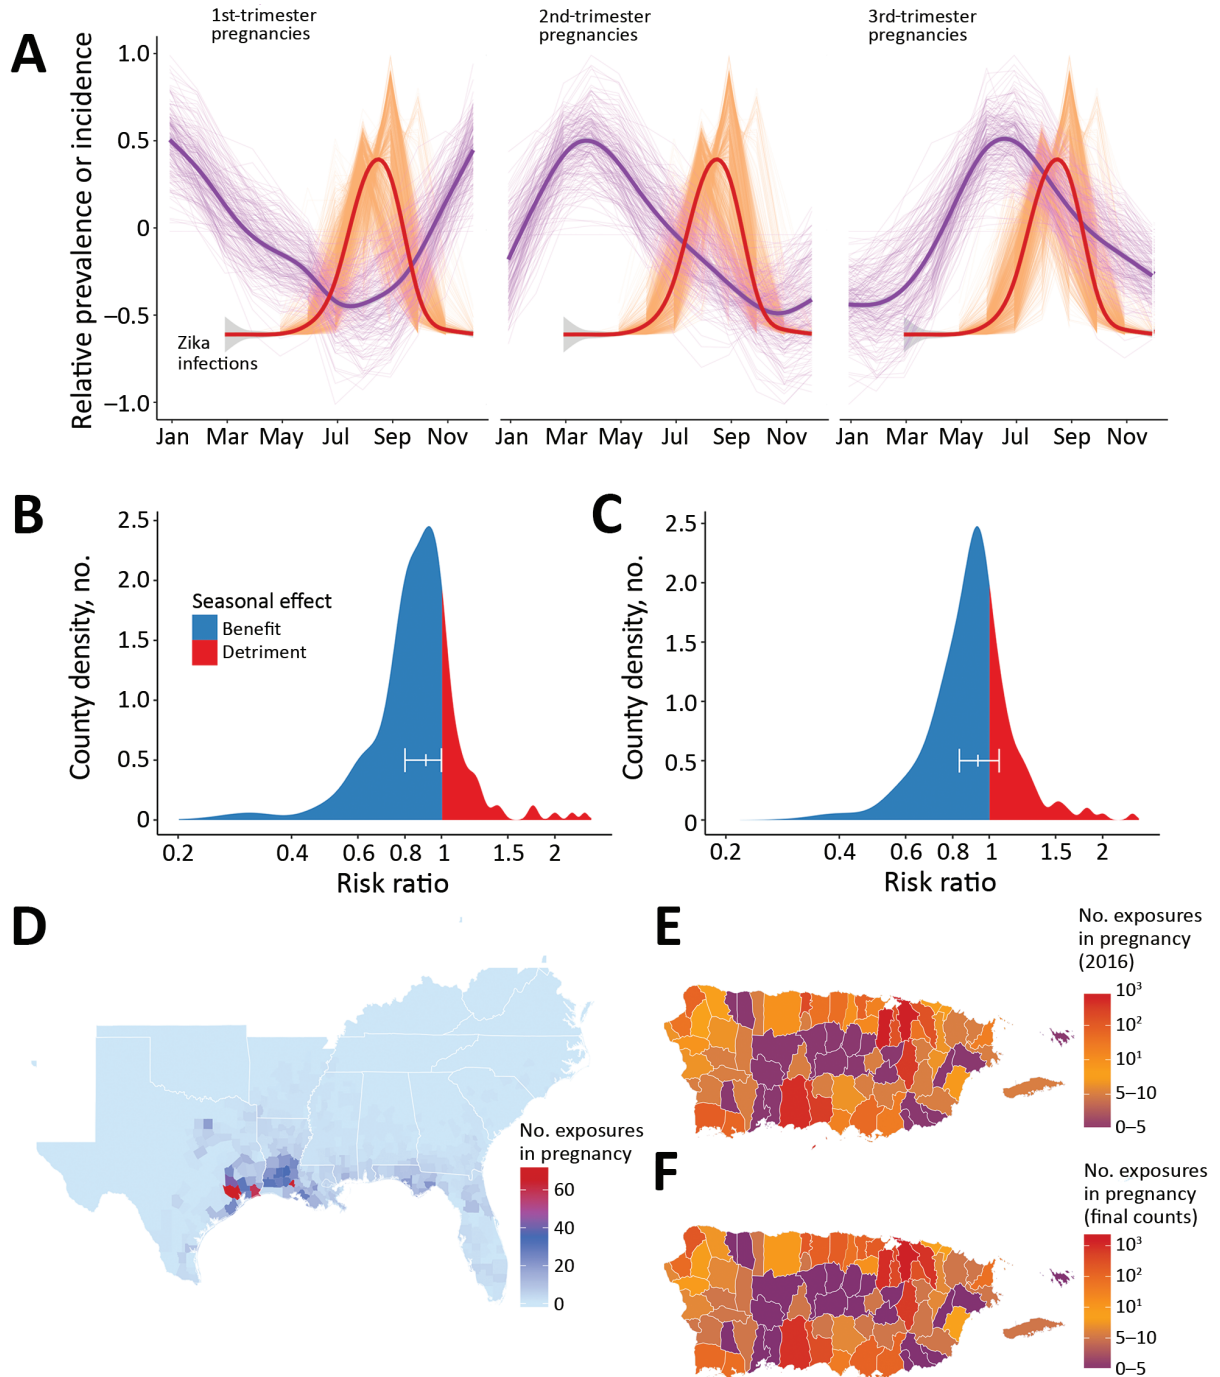 A
1st-trimester
pregnancies
2nd-trimester
pregnancies
3rd-trimester
pregnancies
Relative prevalence or incidence
1.0
0.5
0
−0.5
−1.0
Zika
infections
Jan Mar May Jul Sep Nov
Jan Mar May Jul Sep Nov
Jan Mar May Jul Sep Nov
B
County density, no.
2.5
2.0
1.5
1.0
0.5
0
Seasonal effect
Benefit
Detriment
0.2 0.4 0.6 0.8 1 1.5 2
Risk ratio
C
County density, no.
2.5
2.0
1.5
1.0
0.5
0
0.2 0.4 0.6 0.8 1 1.5 2
Risk ratio
D
No. exposures
in pregnancy
60
40
20
0
E
No. exposures
in pregnancy
(2016)
10³
10²
10¹
5–10
0–5
F
No. exposures
in pregnancy
(final counts)
10³
10²
10¹
5–10
0–5